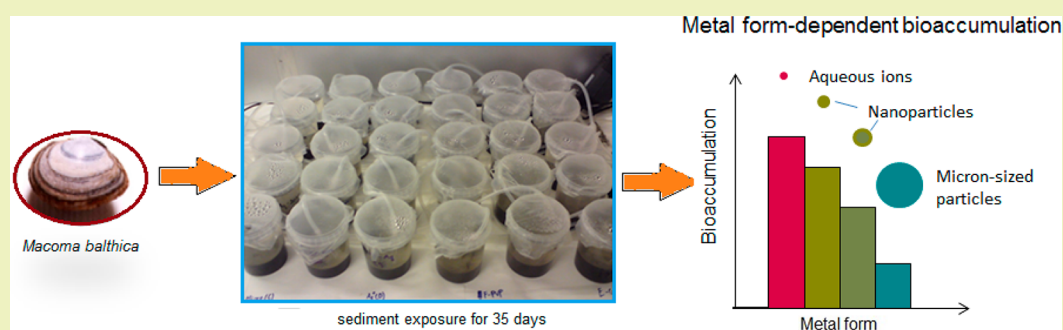 Metal form-dependent bioaccumulation
Aqueous ions
Nanoparticles
Micron-sized
particles
Bioaccumulation
Macoma balthica
sediment exposure for 35 days
Metal form